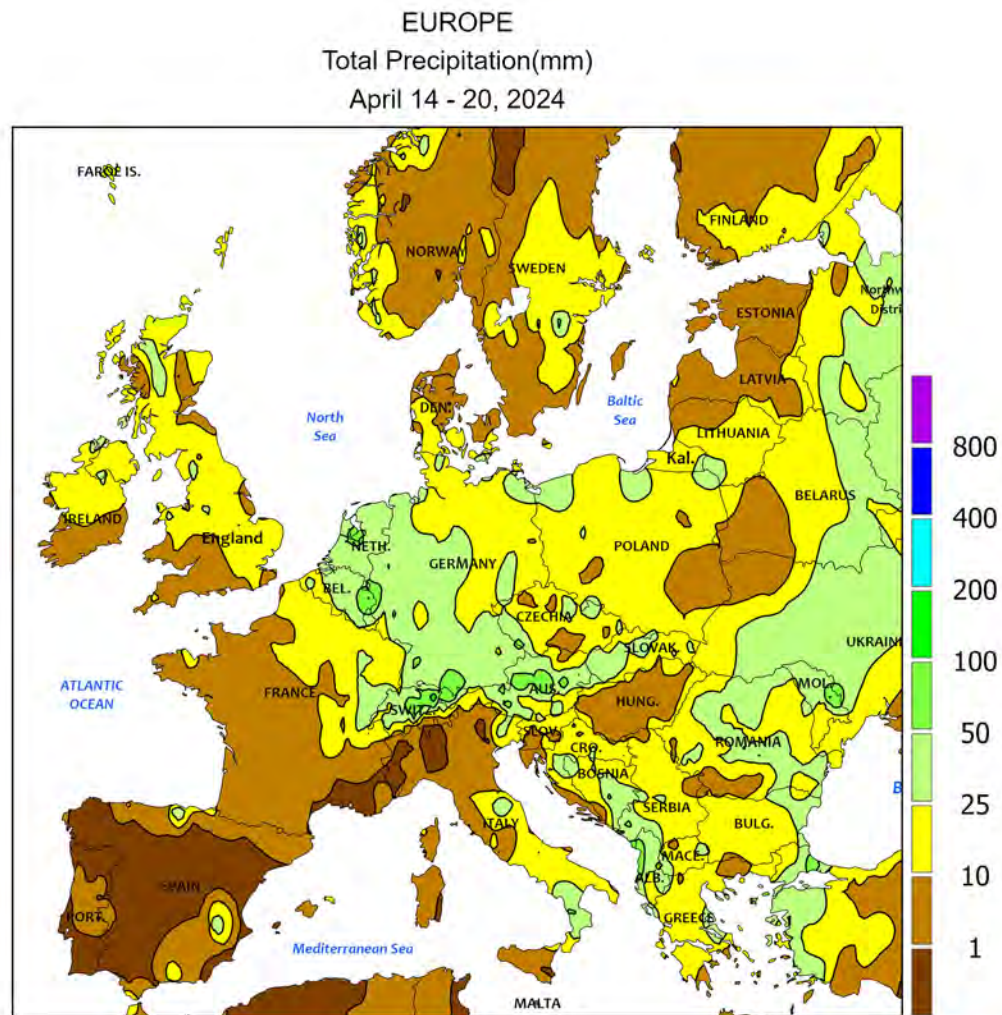 EUROPE
Total Precipitation(mm)
April 14 - 20, 2024
FAROE IS.
FINLAND
NORWAY
SWEDEN
ESTONIA
LATVIA
North
Sea
DEN.
Baltic
Sea
LITHUANIA
Kal.
BELARUS
IRELAND
England
NETH.
GERMANY
POLAND
BEL.
CZECHIA
UKRAIN
SLOVAK.
ATLANTIC
OCEAN
FRANCE
SWITZ.
AUS.
HUNG.
MOL.
SLOV.
CRO.
ROMANIA
BOSNIA
B
SERBIA
ITALY
BULG.
MACE.
ALB.
SPAIN
PORT.
GREECE
Mediterranean Sea
MALTA
800
400
200
100
50
25
10
1